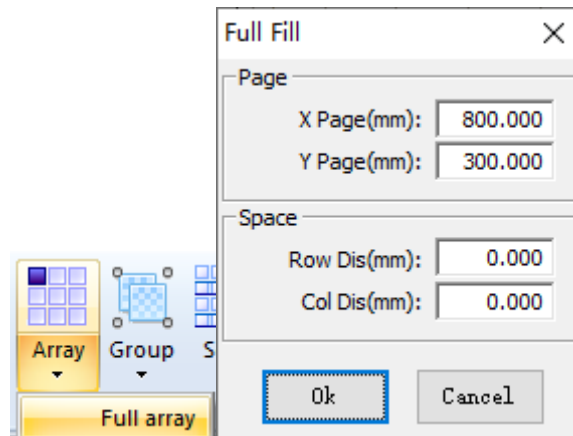 Full Fill
Page
X Page(mm): 800.000
Y Page(mm): 300.000
Space
Row Dis(mm): 0.000
Col Dis(mm): 0.000
Ok Cancel
Array Group S
Full array